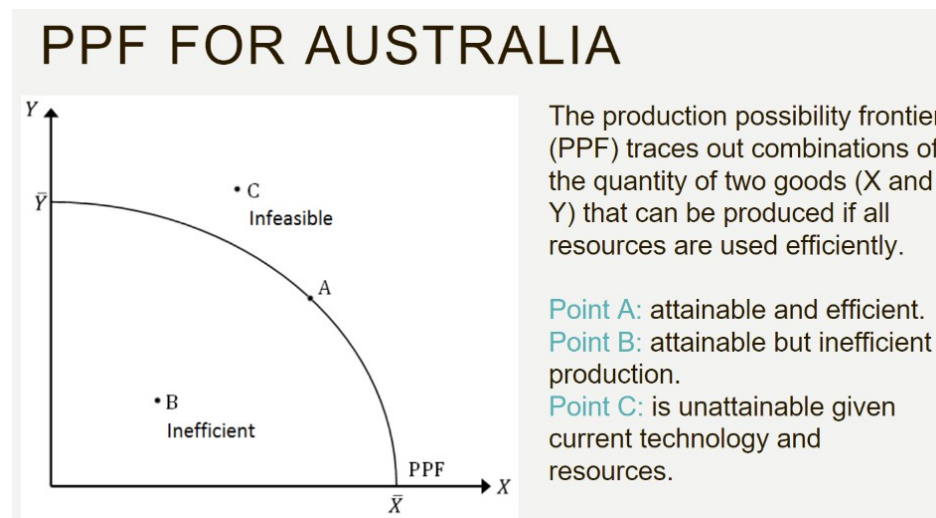 PPF FOR AUSTRALIA
Y
Ȳ
C
Infeasible
A
B
Inefficient
PPF
X
X̄
The production possibility frontier
(PPF) traces out combinations of
the quantity of two goods (X and
Y) that can be produced if all
resources are used efficiently.
Point A: attainable and efficient.
Point B: attainable but inefficient
production.
Point C: is unattainable given
current technology and
resources.